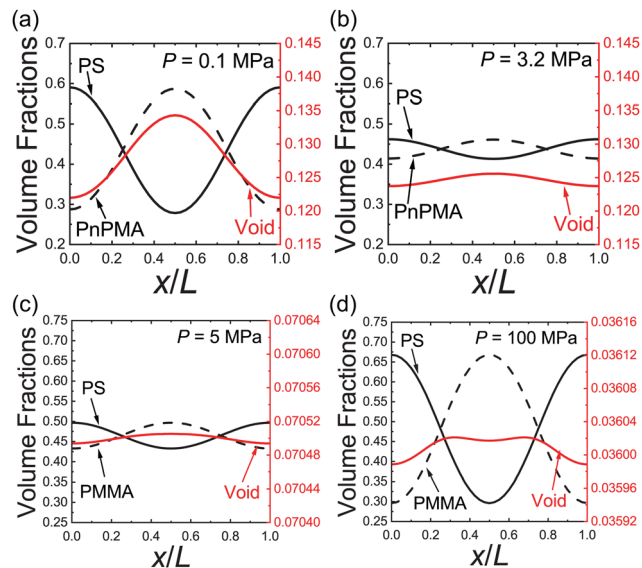 (a)
P = 0.1 MPa
PS
PnPMA
Void
Volume Fractions
0.7
0.6
0.5
0.4
0.3
0.2
0.145
0.140
0.135
0.130
0.125
0.120
0.115
0.0 0.2 0.4 0.6 0.8 1.0
x/L
(b)
P = 3.2 MPa
PS
PnPMA
Void
Volume Fractions
0.7
0.6
0.5
0.4
0.3
0.2
0.145
0.140
0.135
0.130
0.125
0.120
0.115
0.0 0.2 0.4 0.6 0.8 1.0
x/L
(c)
P = 5 MPa
PS
PMMA
Void
Volume Fractions
0.75
0.70
0.65
0.60
0.55
0.50
0.45
0.40
0.35
0.30
0.25
0.07064
0.07060
0.07056
0.07052
0.07048
0.07044
0.07040
0.0 0.2 0.4 0.6 0.8 1.0
x/L
(d)
P = 100 MPa
PS
PMMA
Void
Volume Fractions
0.75
0.70
0.65
0.60
0.55
0.50
0.45
0.40
0.35
0.30
0.25
0.03616
0.03612
0.03608
0.03604
0.03600
0.03596
0.03592
0.0 0.2 0.4 0.6 0.8 1.0
x/L